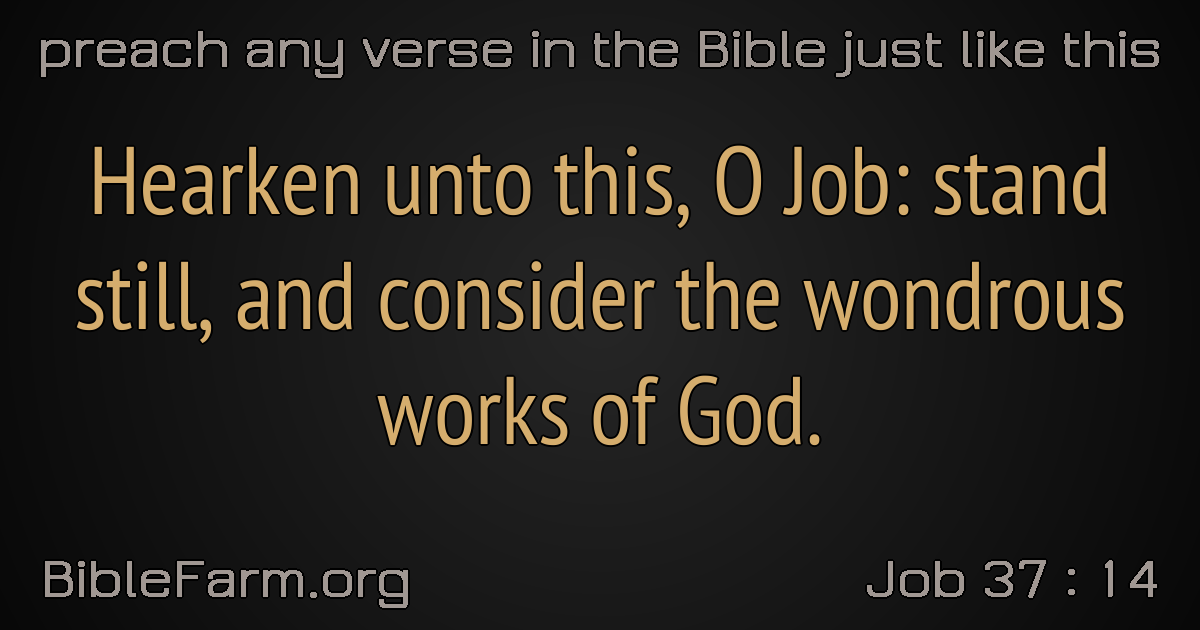 preach any verse in the Bible just like this
Hearken unto this, O Job: stand
still, and consider the wondrous
works of God.
BibleFarm.org
Job 37 : 14